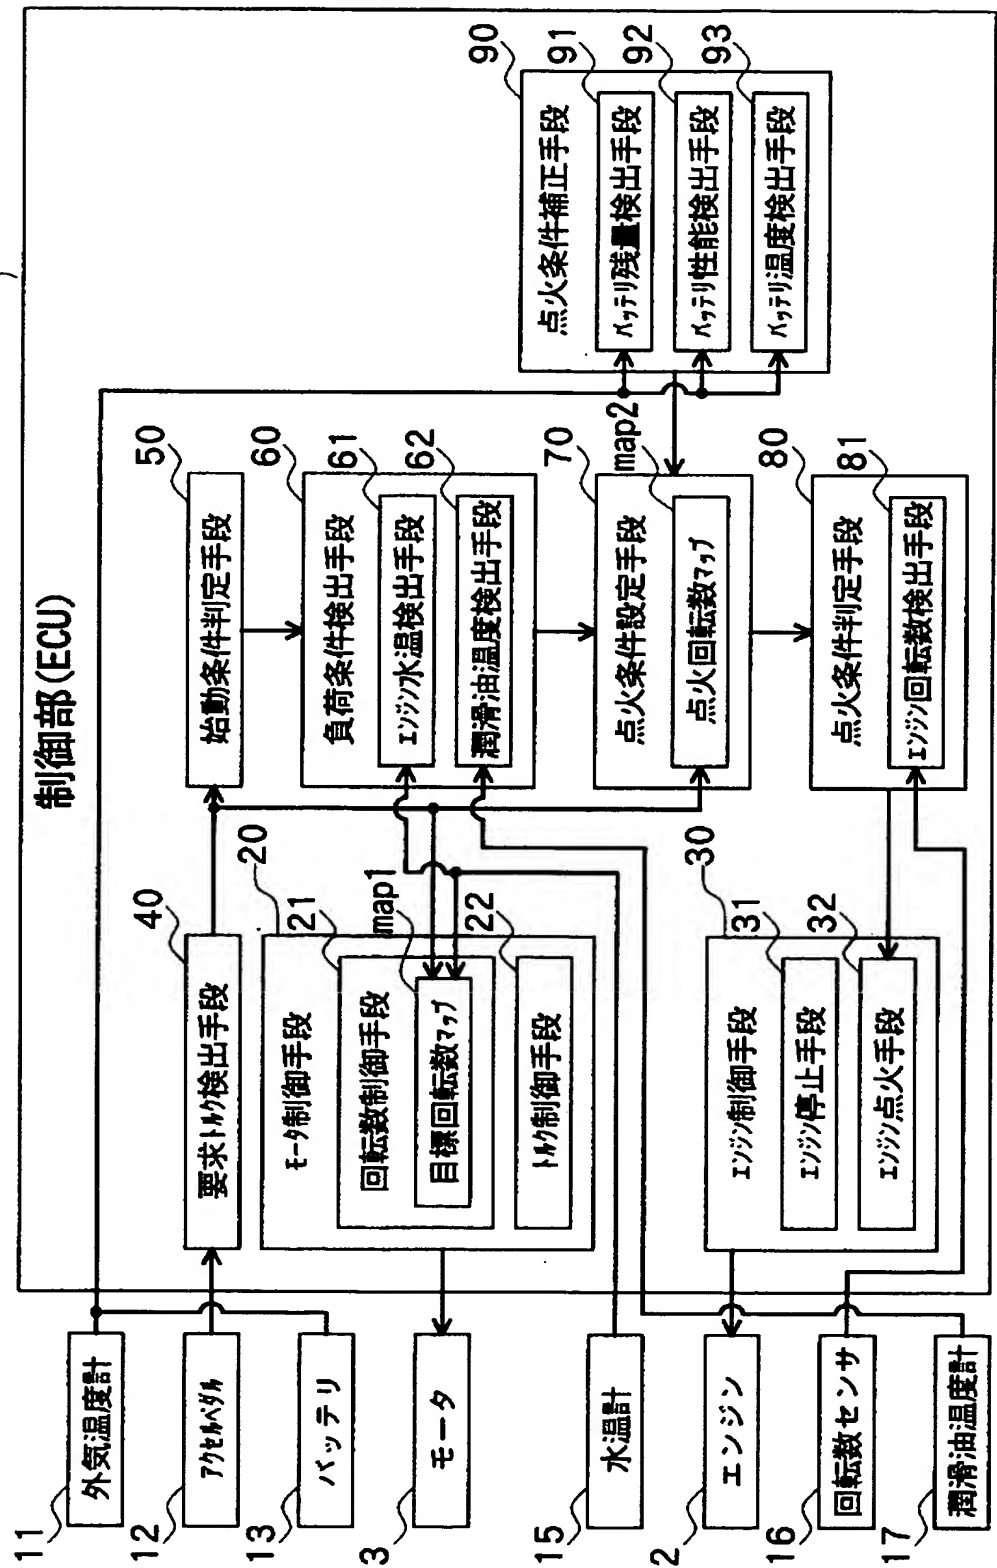 制御部(ECU)
11
外気温度計
12
アクセルペダル
13
バッテリ
3
モータ
15
水温計
2
エンジン
16
回転数センサ
17
潤滑油温度計
40
要求トルク検出手段
20
モータ制御手段
21
回転数制御手段
map1
目標回転数マップ
22
トルク制御手段
30
エンジン制御手段
31
エンジン停止手段
32
エンジン点火手段
50
始動条件判定手段
60
負荷条件検出手段
61
エンジン水温検出手段
62
潤滑油温度検出手段
70
点火条件設定手段
map2
点火回転数マップ
80
点火条件判定手段
81
エンジン回転数検出手段
90
点火条件補正手段
91
バッテリ残量検出手段
92
バッテリ性能検出手段
93
バッテリ温度検出手段